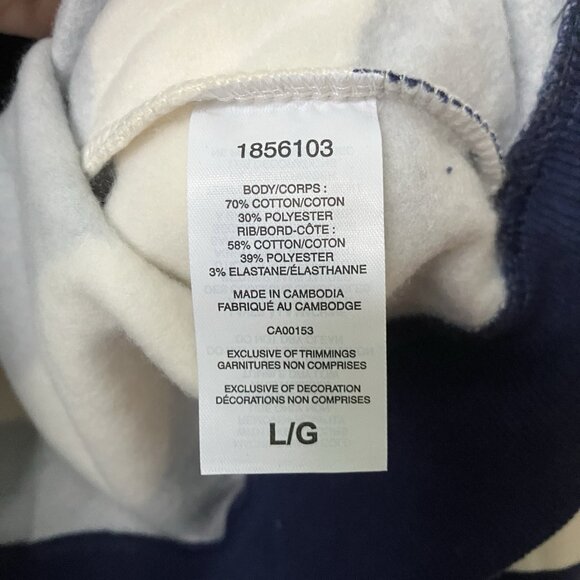 1856103
BODY/CORPS :
70% COTTON/COTON
30% POLYESTER
RIB/BORD-CÔTE :
58% COTTON/COTON
39% POLYESTER
3% ELASTANE/ÉLASTHANNE
MADE IN CAMBODIA
FABRIQUÉ AU CAMBODGE
CA00153
EXCLUSIVE OF TRIMMINGS
GARNITURES NON COMPRISES
EXCLUSIVE OF DECORATION
DÉCORATIONS NON COMPRISES
L/G